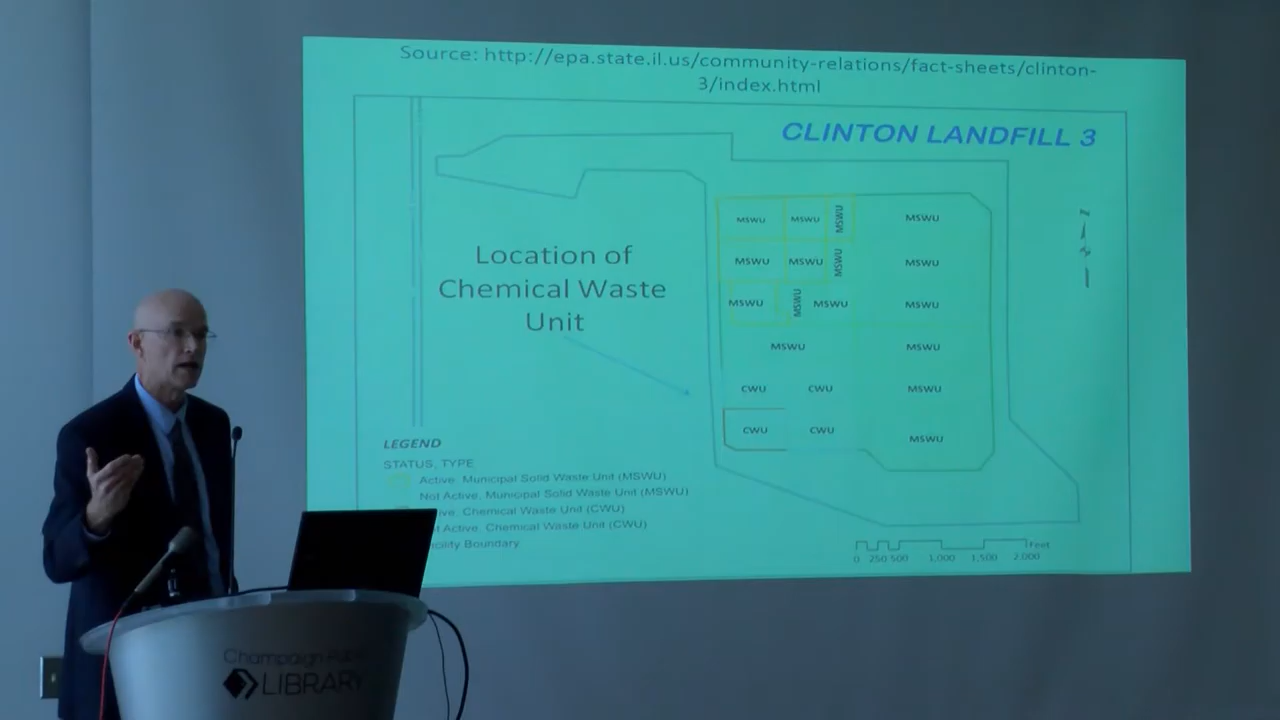 Source: http://epa.state.il.us/community-relations/fact-sheets/clinton-
3/index.html
CLINTON LANDFILL 3
Location of
Chemical Waste
Unit
MSWU MSWU MSWU MSWU
MSWU MSWU MSWU MSWU
MSWU MSWU MSWU MSWU
MSWU MSWU
CWU CWU MSWU
CWU CWU MSWU
N
LEGEND
STATUS, TYPE
Active, Municipal Solid Waste Unit (MSWU)
Not Active, Municipal Solid Waste Unit (MSWU)
Chemical Waste Unit (CWU)
Active, Chemical Waste Unit (CWU)
Boundary
Feet
0 250 500 1,000 1,500 2,000
Champaign
LIBRARY